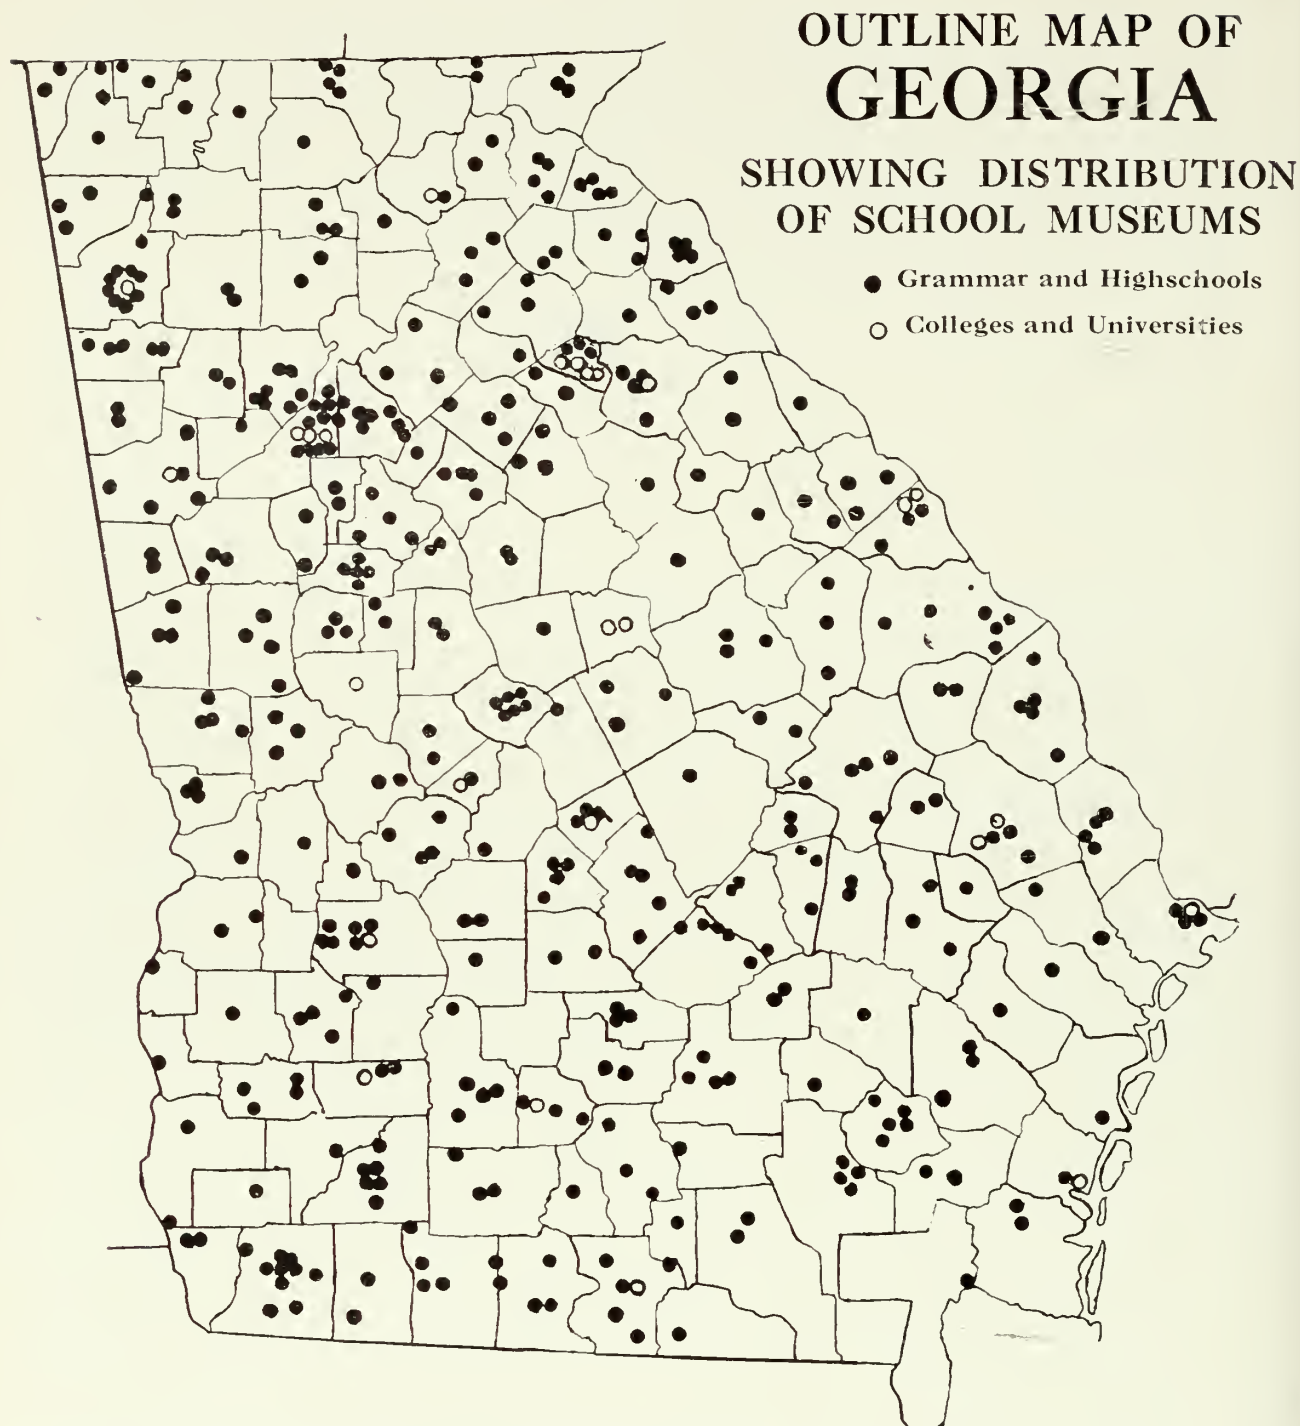 OUTLINE MAP OF
GEORGIA
SHOWING DISTRIBUTION
OF SCHOOL MUSEUMS
Grammar and Highschools
Colleges and Universities